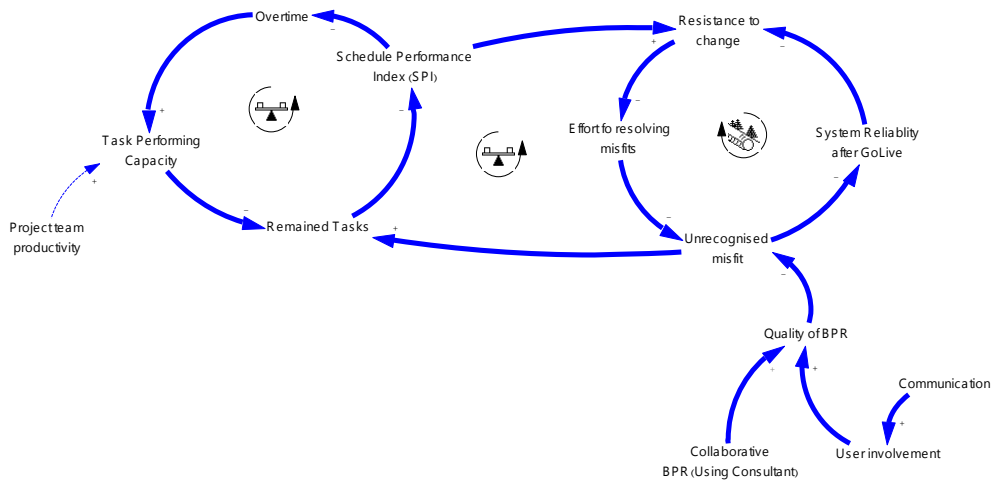 Overtime
Schedule Performance
Index (SPI)
Resistance to
change
Task Performing
Capacity
Effort fo resolving
misfits
System Reliablity
after GoLive
Project team
productivity
Remained Tasks
Unrecognised
misfit
Quality of BPR
Communication
Collaborative
BPR (Using Consultant)
User involvement
+
+
-
-
+
-
+
-
-
-
-
-
+
+
+